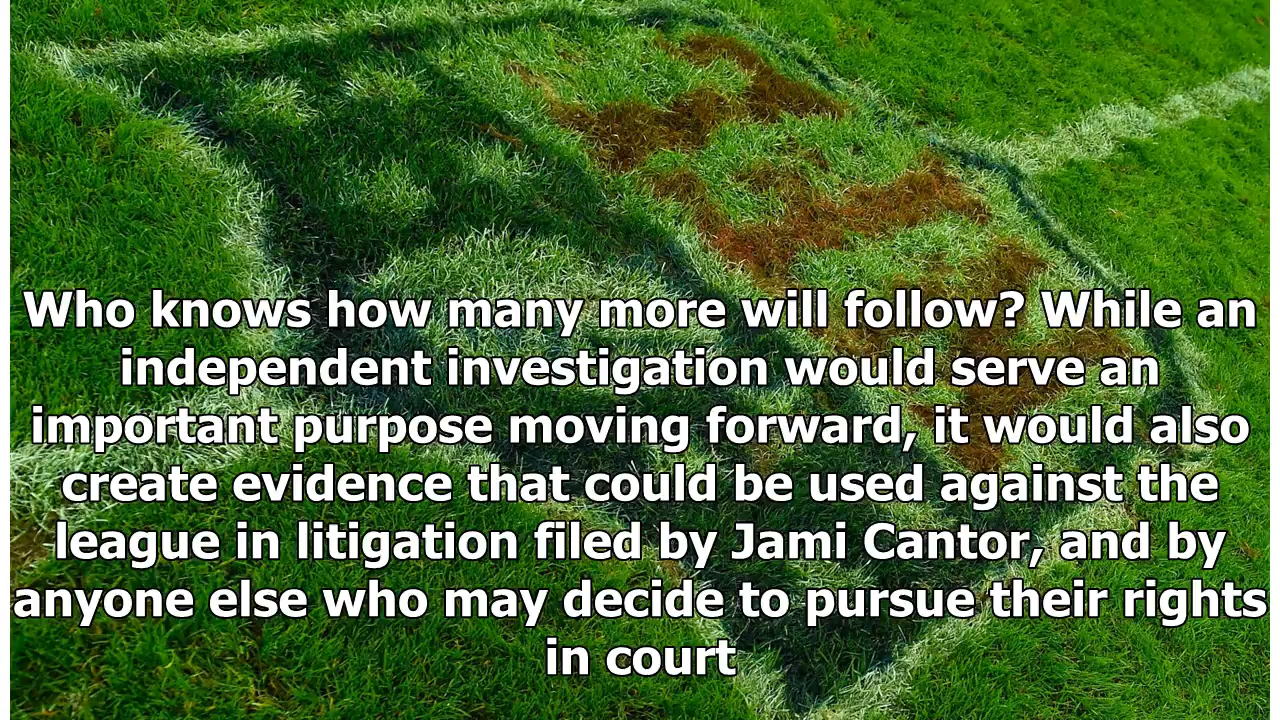 Who knows how many more will follow? While an
independent investigation would serve an
important purpose moving forward, it would also
create evidence that could be used against the
league in litigation filed by Jami Cantor, and by
anyone else who may decide to pursue their rights
in court